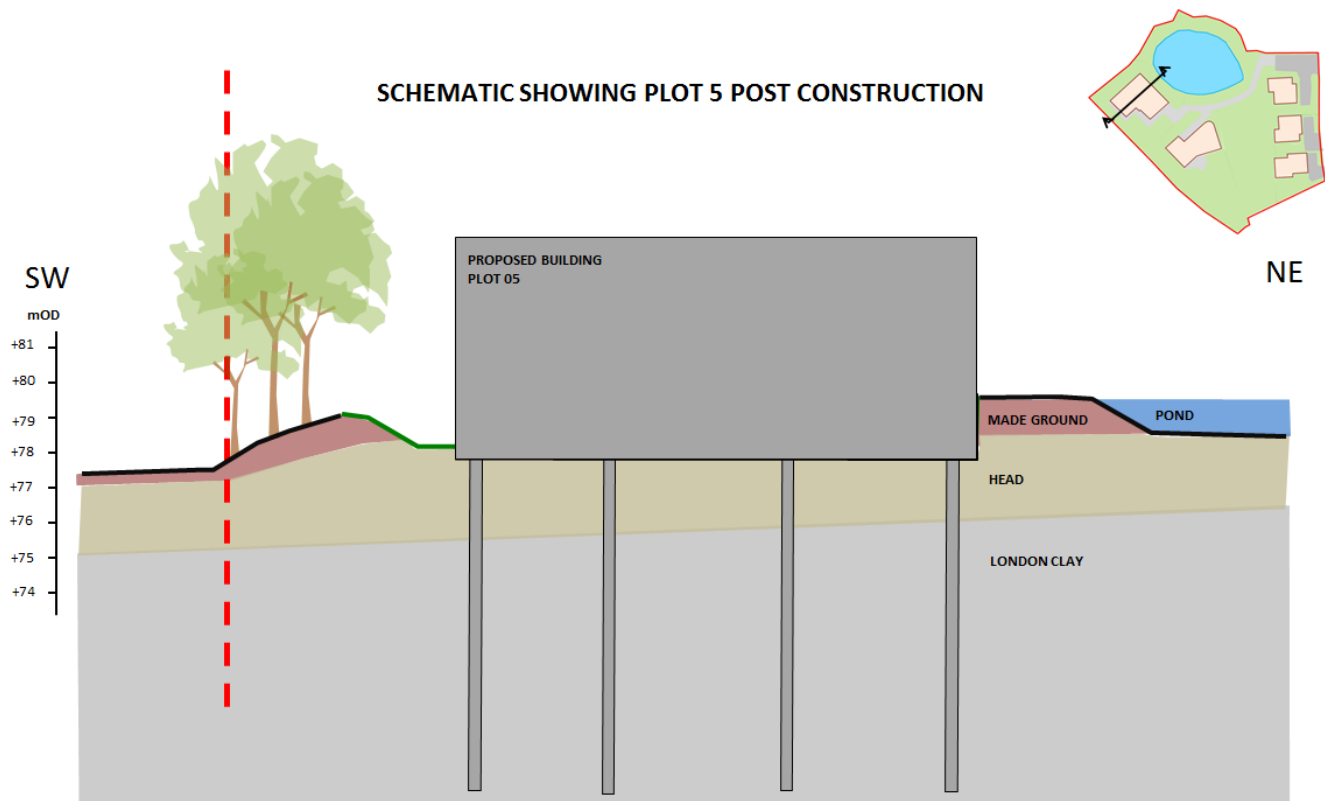 SCHEMATIC SHOWING PLOT 5 POST CONSTRUCTION
SW
NE
mOD
+81
+80
+79
+78
+77
+76
+75
+74
PROPOSED BUILDING
PLOT 05
MADE GROUND
POND
HEAD
LONDON CLAY